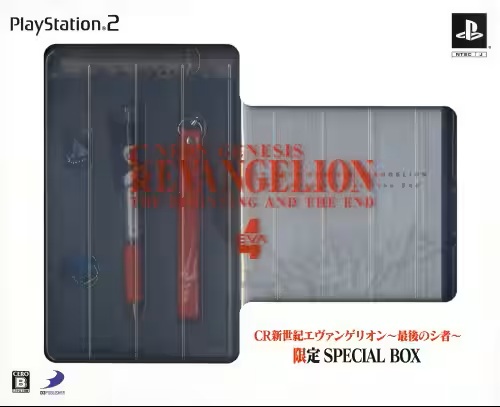 PlayStation®2
PS
NTSC J
C NEON GENESIS
EVANGELION
THE BEGINNING AND THE END
EVA
4
CR新世紀エヴァンゲリオン～最後のシ者～
限定 SPECIAL BOX
CERO
B
D3PUBLISHER